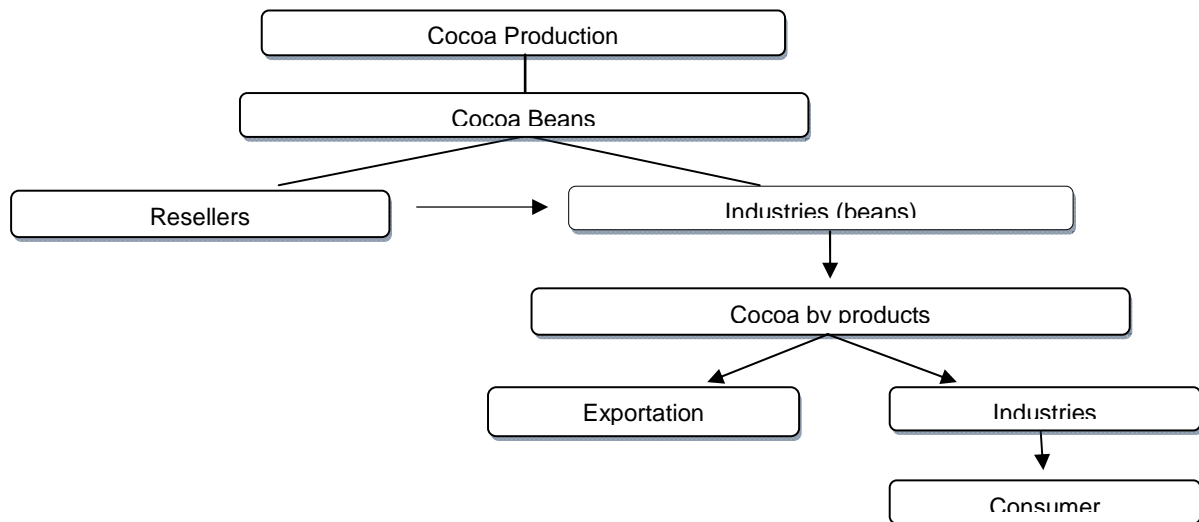 Cocoa Production
Cocoa Beans
Resellers
Industries (beans)
Cocoa by products
Exportation
Industries
Consumer